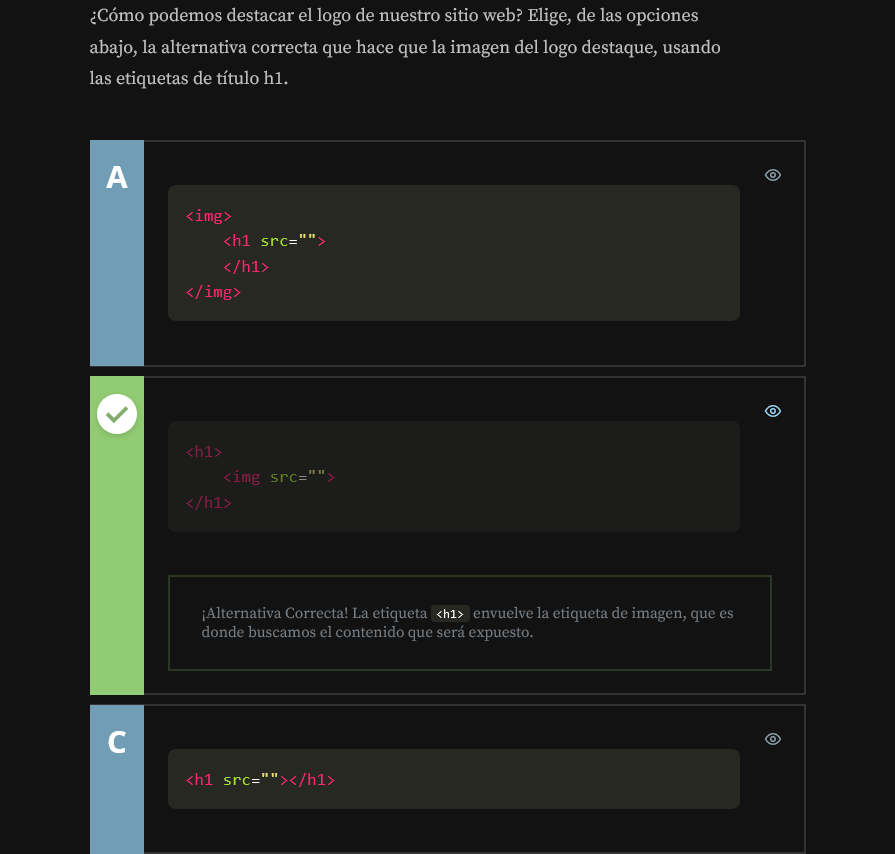 ¿Cómo podemos destacar el logo de nuestro sitio web? Elige, de las opciones
abajo, la alternativa correcta que hace que la imagen del logo destaque, usando
las etiquetas de título h1.
A
<img>
    <h1 src="">
    </h1>
</img>
<h1>
    <img src="">
</h1>
¡Alternativa Correcta! La etiqueta <h1> envuelve la etiqueta de imagen, que es
donde buscamos el contenido que será expuesto.
C
<h1 src=""></h1>